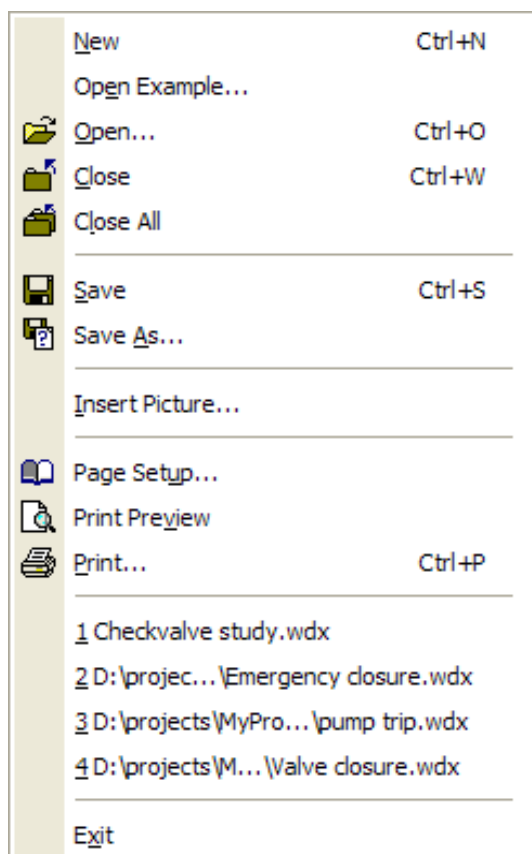 New Ctrl+N
Open Example...
Open... Ctrl+O
Close Ctrl+W
Close All
Save Ctrl+S
Save As...
Insert Picture...
Page Setup...
Print Preview
Print... Ctrl+P
1 Checkvalve study.wdx
2 D:\projec...\Emergency closure.wdx
3 D:\projects\MyPro...\pump trip.wdx
4 D:\projects\M...\Valve closure.wdx
Exit